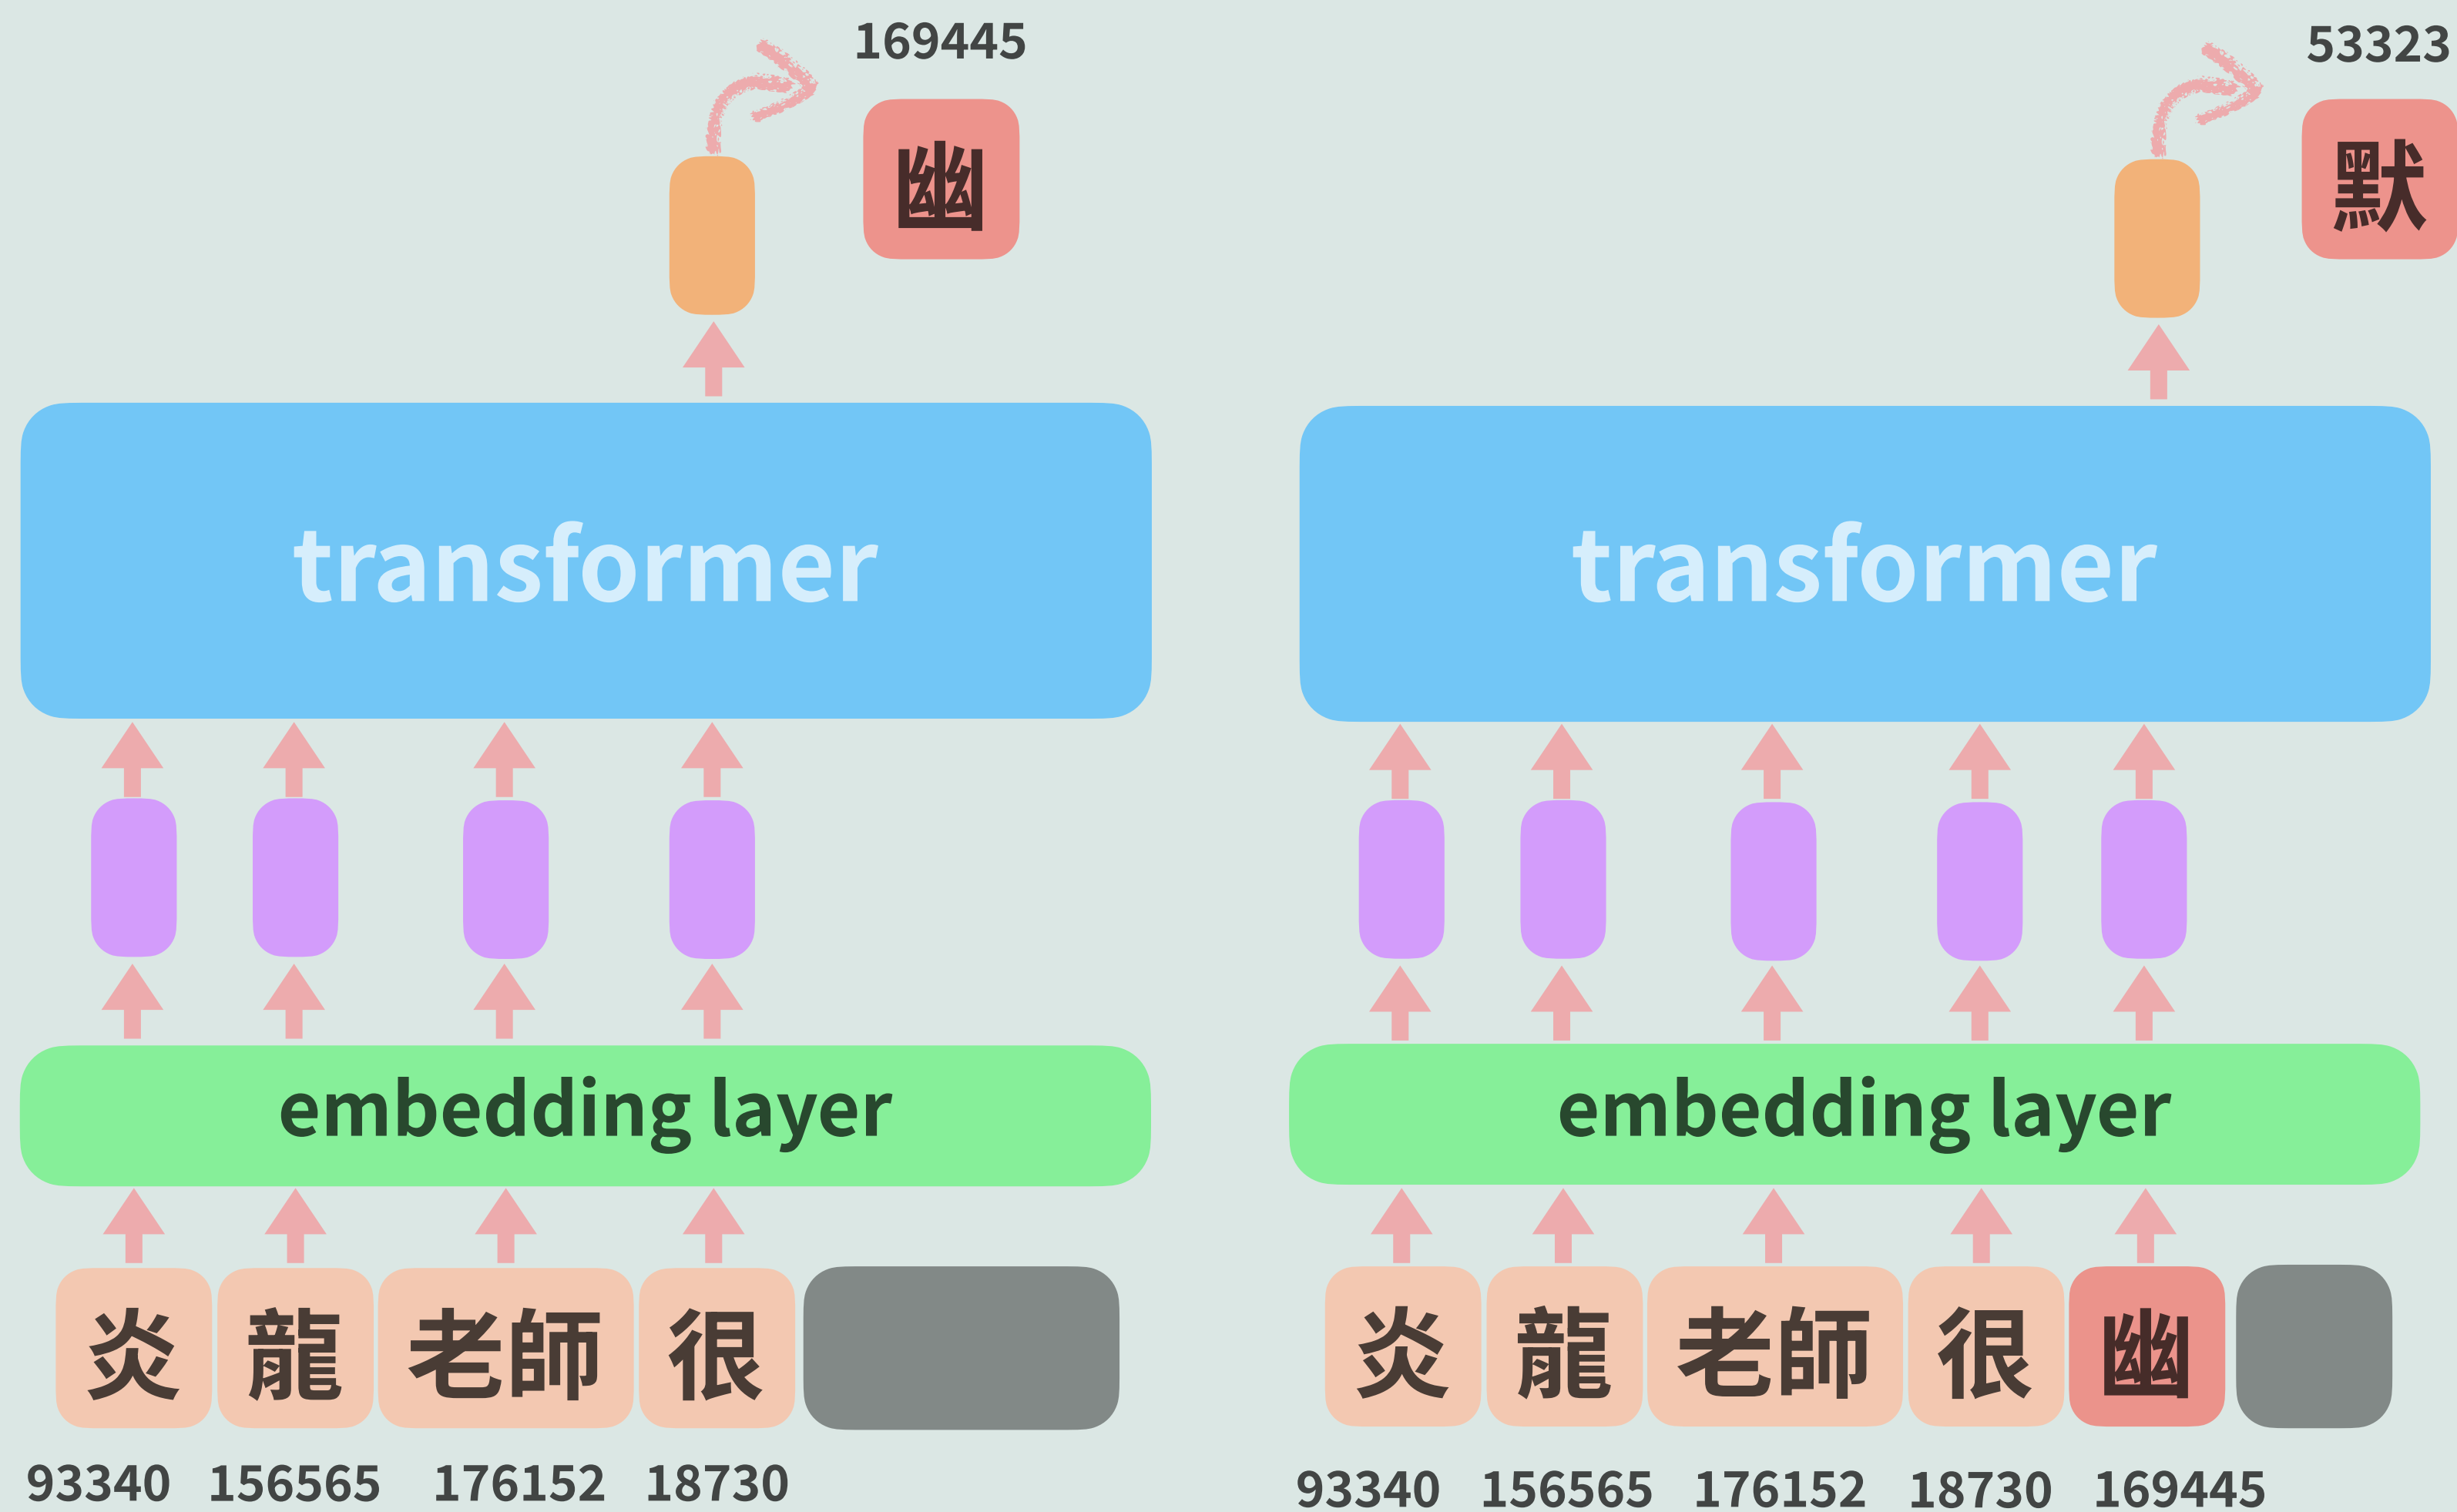 169445
幽
transformer
embedding layer
炎 龍 老師 很
93340 156565 176152 18730
53323
默
transformer
embedding layer
炎 龍 老師 很 幽
93340 156565 176152 18730 169445